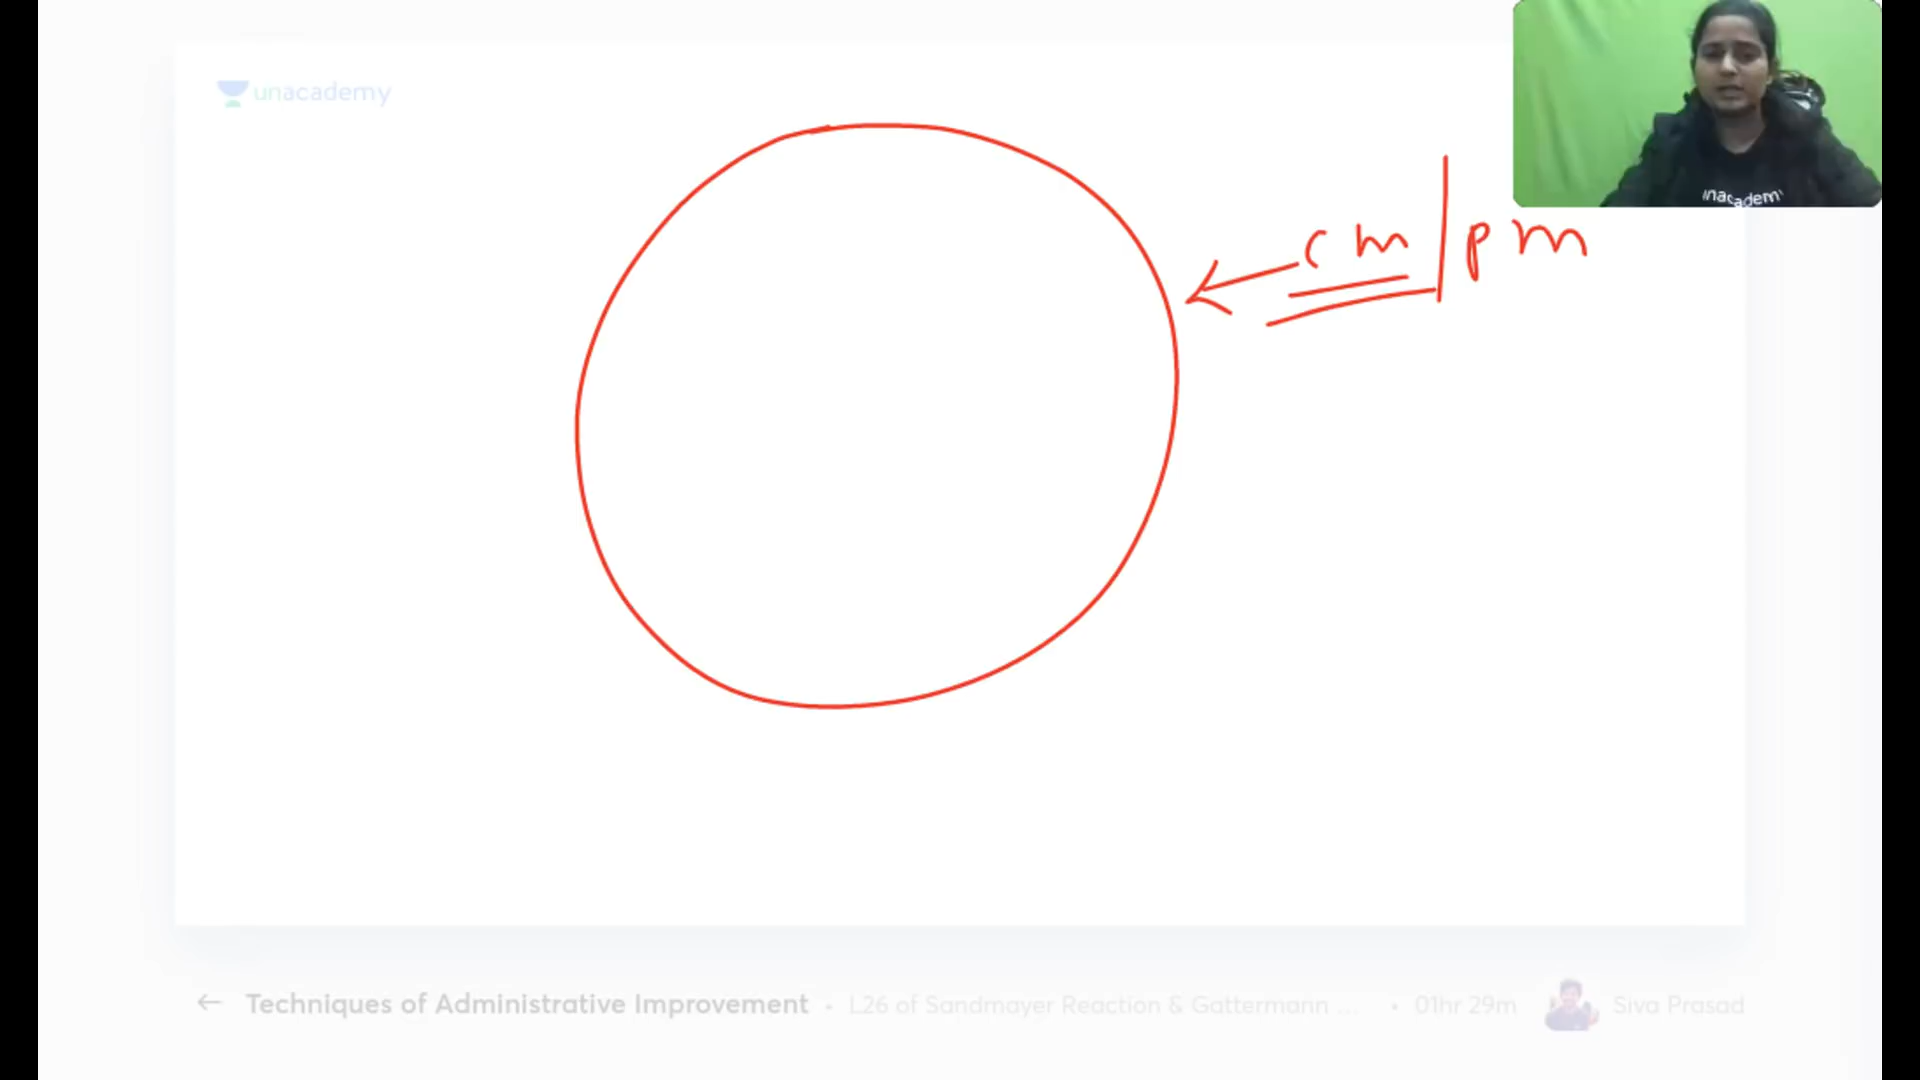 unacademy
cm|pm
unacademy
← Techniques of Administrative Improvement • L26 of Sandmayer Reaction & Gattermann ... • 01hr 29m Siva Prasad